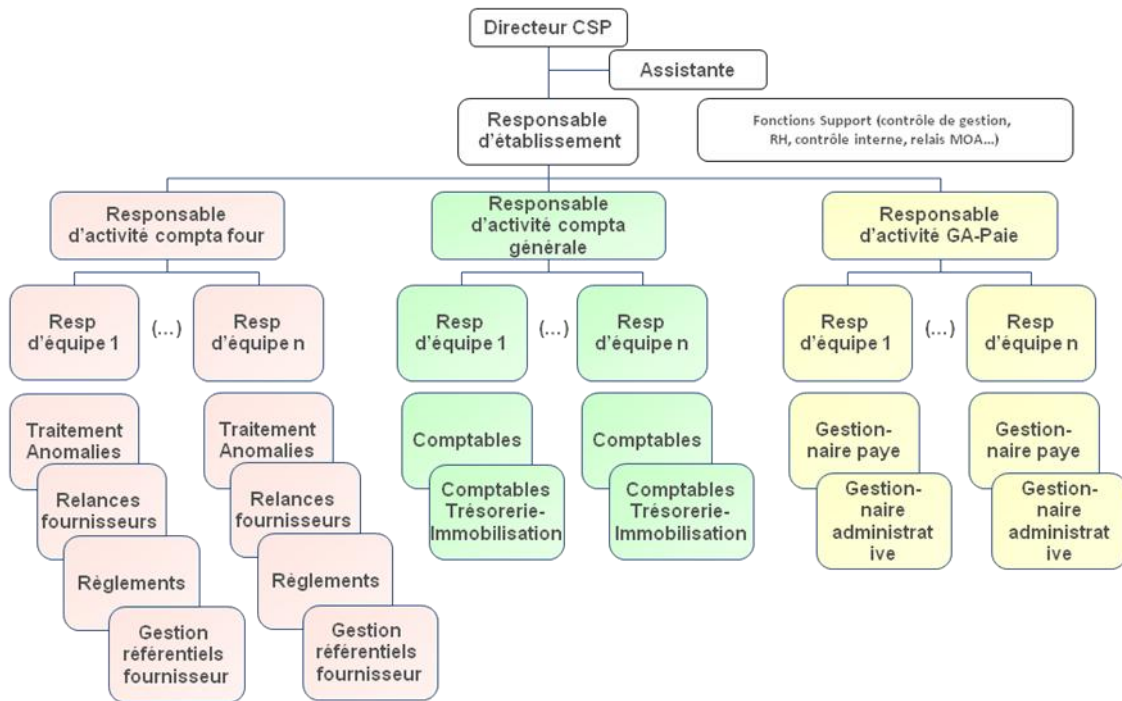 Directeur CSP
Assistante
Responsable
d'établissement
Fonctions Support (contrôle de gestion,
RH, contrôle interne, relais MOA...)
Responsable
d'activité compta four
Responsable
d'activité compta
générale
Responsable
d'activité GA-Paie
Resp
d'équipe 1
(...)
Resp
d'équipe n
Resp
d'équipe 1
(...)
Resp
d'équipe n
Resp
d'équipe 1
(...)
Resp
d'équipe n
Traitement
Anomalies
Relances
fournisseurs
Règlements
Gestion
référentiels
fournisseur
Traitement
Anomalies
Relances
fournisseurs
Règlements
Gestion
référentiels
fournisseur
Comptables
Comptables
Trésorerie-
Immobilisation
Comptables
Comptables
Trésorerie-
Immobilisation
Gestion-
naire paye
Gestion-
naire
administrat
ive
Gestion-
naire paye
Gestion-
naire
administrat
ive